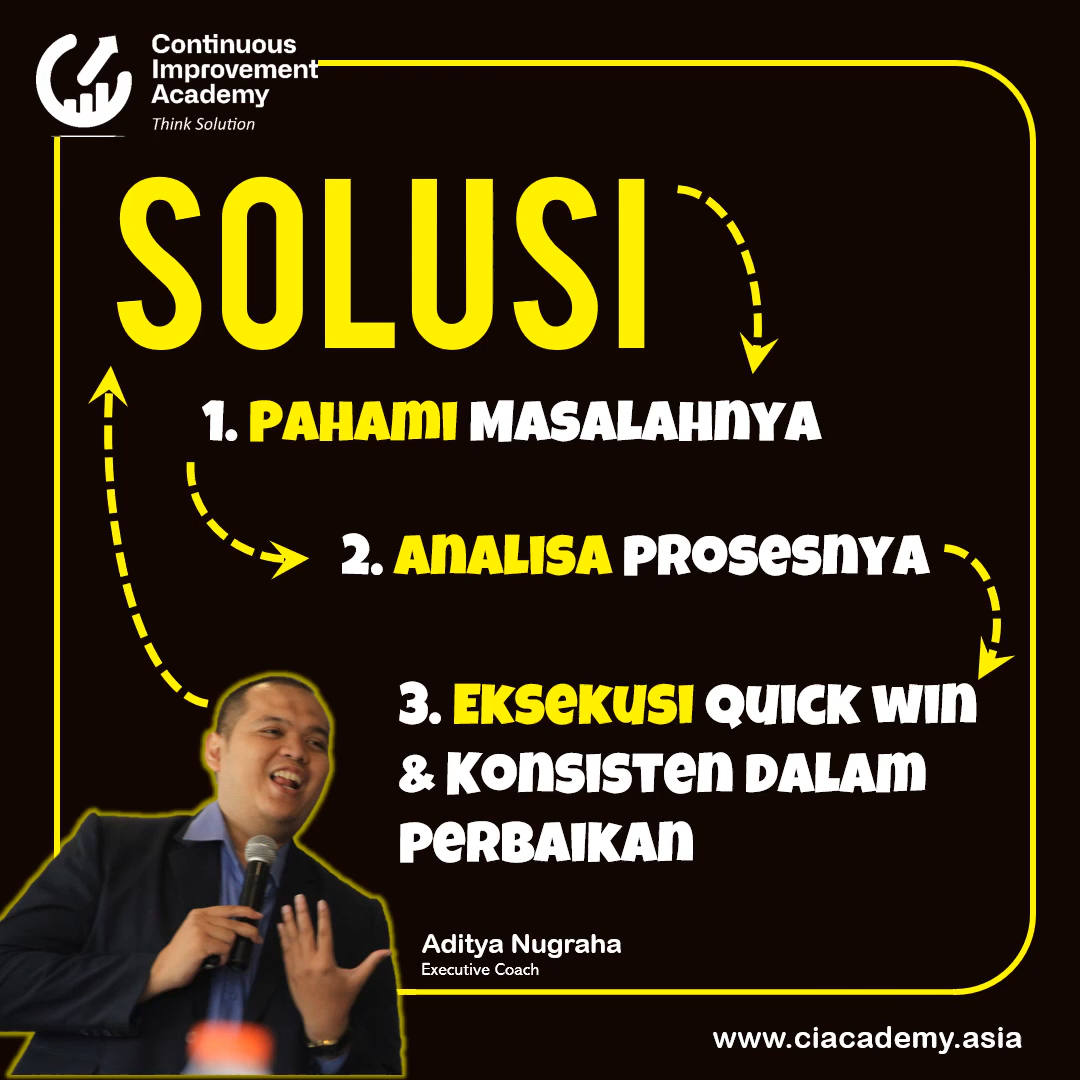 Continuous
Improvement
Academy
Think Solution
SOLUSI
1. PAHAMI MASALAHNYA
2. ANALISA PROSESNYA
3. EKSEKUSI QUICK WIN
& KONSISTEN DALAM
PERBAIKAN
Aditya Nugraha
Executive Coach
www.ciacademy.asia